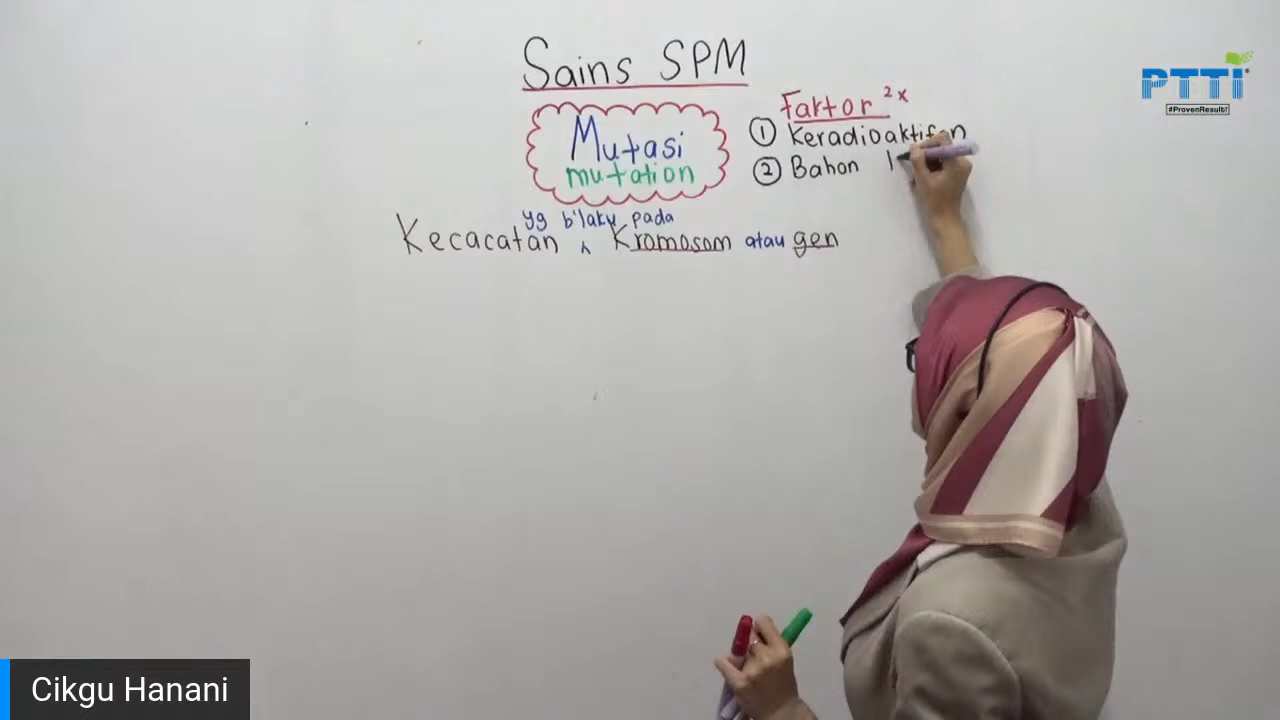 Sains SPM
Mutasi
mutation
Faktor 2x
① Keradioaktifan
② Bahan
yg b'laku pada
Kecacatan ^ Kromosom atau gen
PTTI
#ProvenResult!
Cikgu Hanani